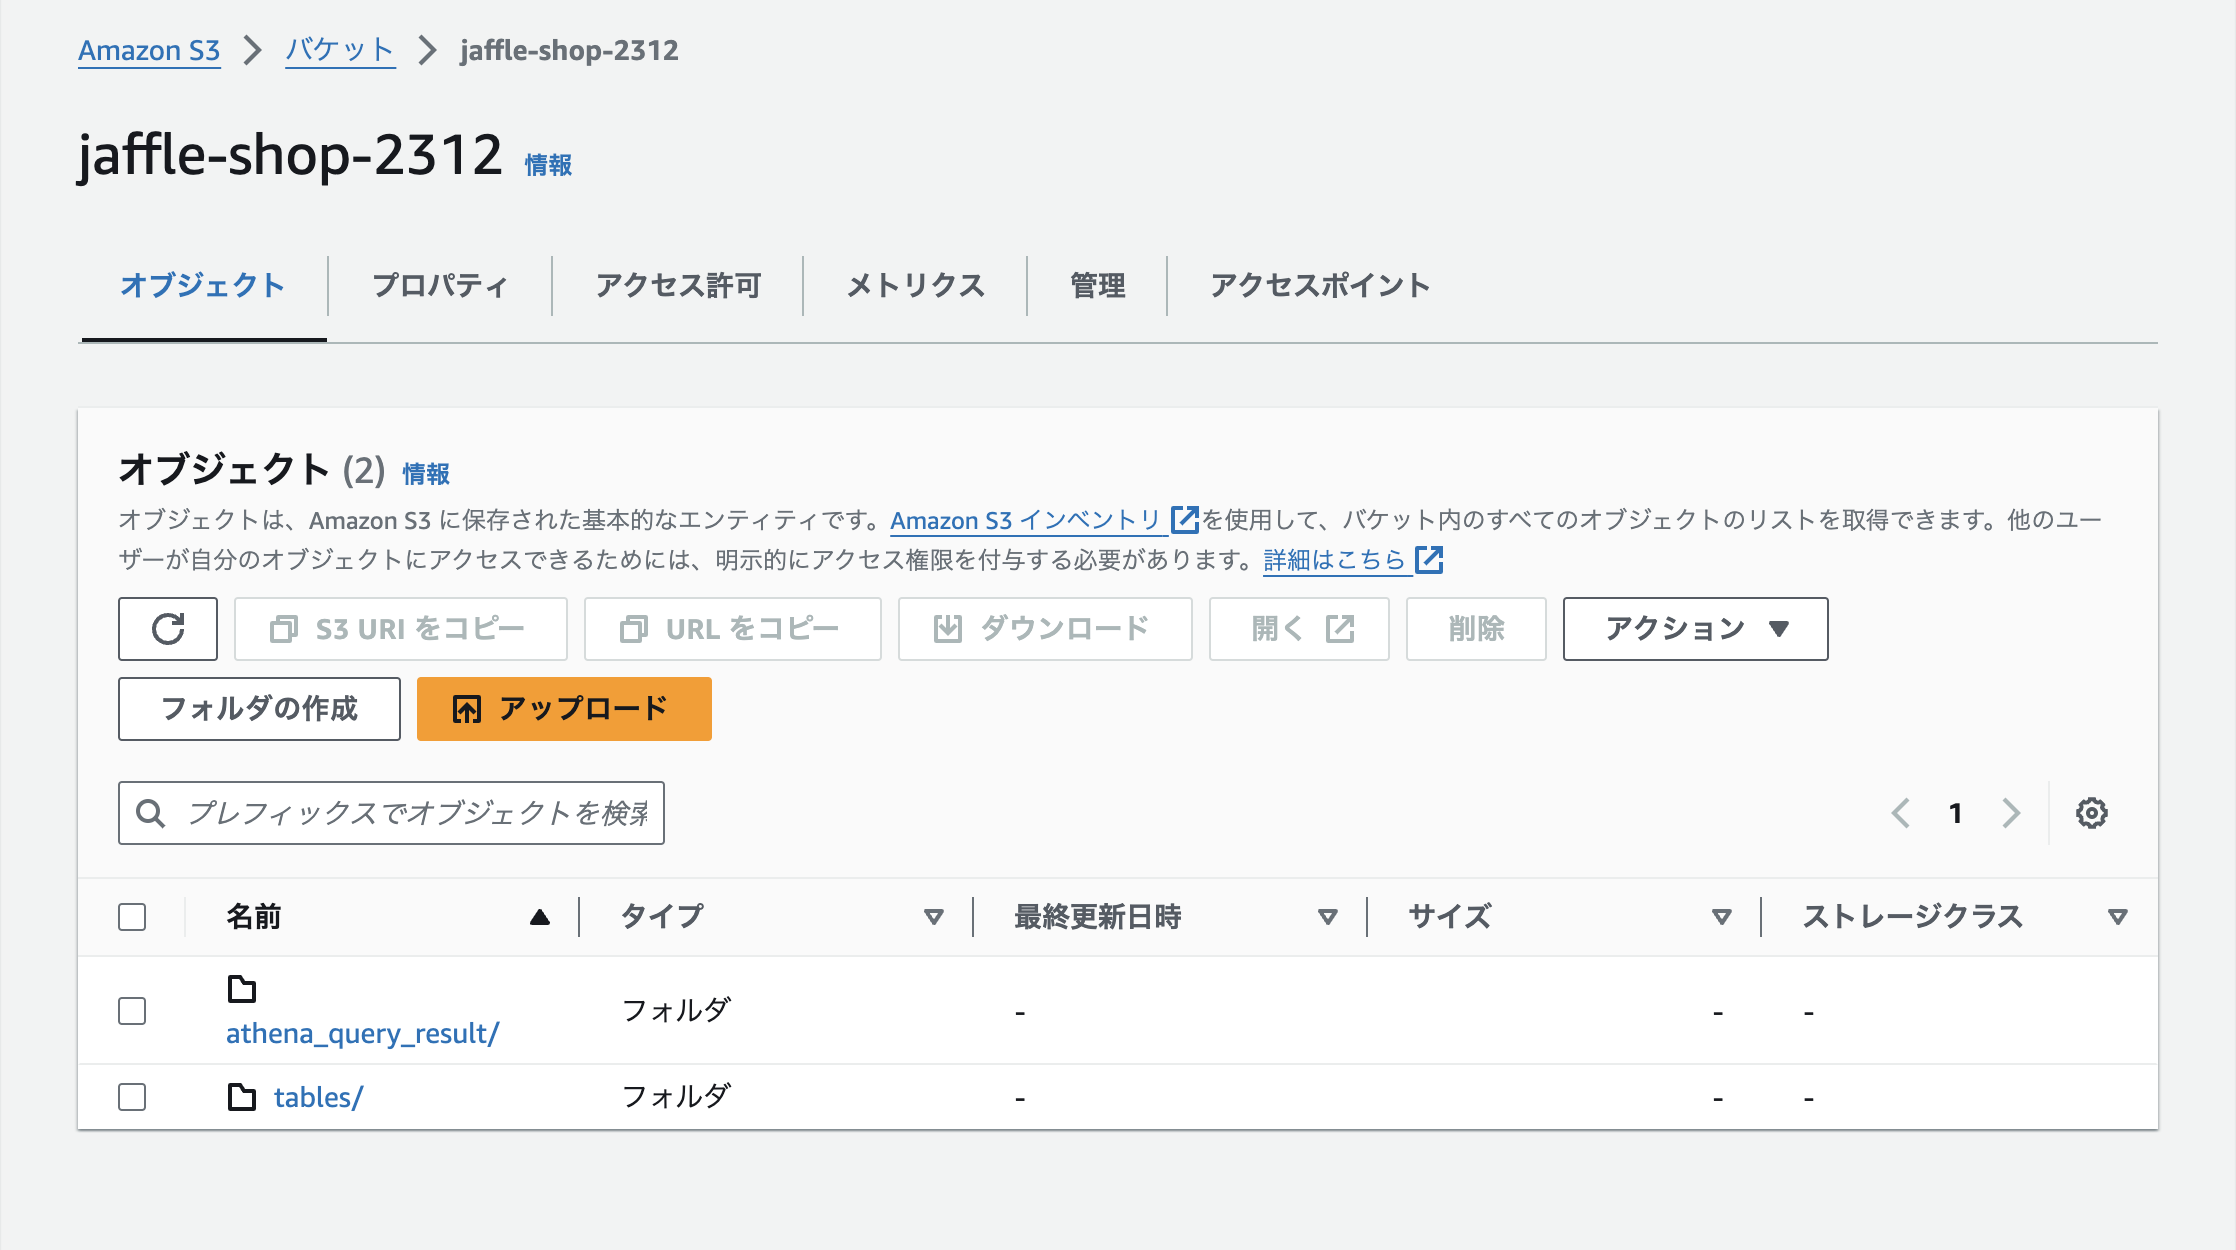 Amazon S3 > バケット > jaffle-shop-2312
jaffle-shop-2312 情報
オブジェクト プロパティ アクセス許可 メトリクス 管理 アクセスポイント
オブジェクト (2) 情報
オブジェクトは、Amazon S3 に保存された基本的なエンティティです。Amazon S3 インベントリ を使用して、バケット内のすべてのオブジェクトのリストを取得できます。他のユー
ザーが自分のオブジェクトにアクセスできるためには、明示的にアクセス権限を付与する必要があります。詳細はこちら
S3 URI をコピー URL をコピー ダウンロード 開く 削除 アクション
フォルダの作成 アップロード
プレフィックスでオブジェクトを検索 1
名前 タイプ 最終更新日時 サイズ ストレージクラス
athena_query_result/ フォルダ - - -
tables/ フォルダ - - -